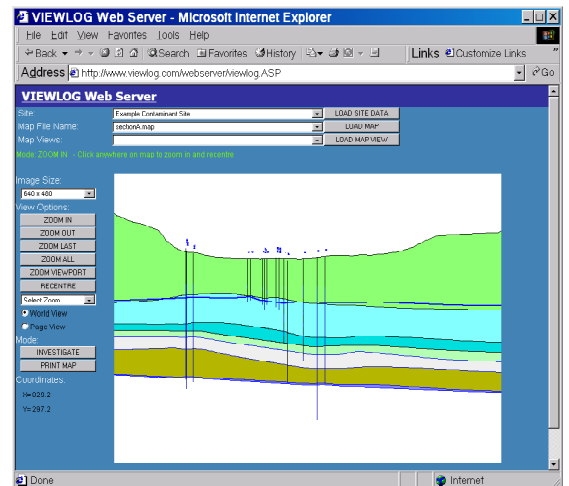 VIEWLOG Web Server - Microsoft Internet Explorer
File Edit View Favorites Tools Help
Back Search Favorites History Links Customize Links »
Address http://www.viewlog.com/webserver/viewlog.ASP Go
VIEWLOG Web Server
Site: Example Contaminant Site LOAD SITE DATA
Map File Name: sectionA.map LOAD MAP
Map Views: LOAD MAP VIEW
Mode: ZOOM IN - Click anywhere on map to zoom in and recentre
Image Size:
640 x 480
View Options:
ZOOM IN
ZOOM OUT
ZOOM LAST
ZOOM ALL
ZOOM VIEWPORT
RECENTRE
Select Zoom
World View
Page View
Mode:
INVESTIGATE
PRINT MAP
Coordinates:
Y= 297.2
Done Internet